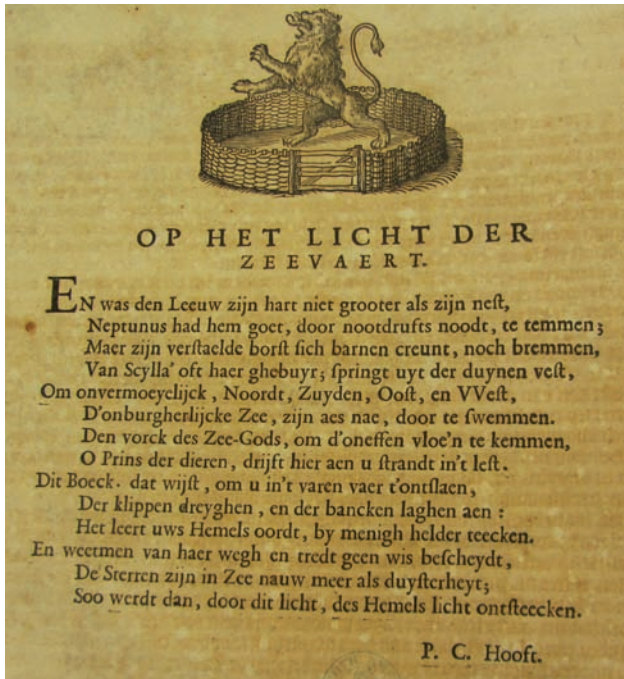 OP HET LICHT DER
ZEEVAERT.
EN was den Leeuw zijn hart niet grooter als zijn nest,
Neptunus had hem goet, door nootdrufts noodt, te temmen;
Maer zijn verstaelde borst sich barnen creunt, noch bremmen,
Van Scylla' oft haer ghebuyr; springt uyt der duynen vest,
Om onvermoeyelijck, Noordt, Zuyden, Oost, en VVest,
D'onburgherlijcke Zee, zijn aes nae, door te swemmen.
Den vorck des Zee-Gods, om d'oneffen vloe'n te kemmen,
O Prins der dieren, drijft hier aen u strandt in't lest.
Dit Boeck. dat wijst, om u in't varen vaer t'ontslaen,
Der klippen dreyghen, en der bancken laghen aen:
Het leert uws Hemels oordt, by menigh helder teecken.
En weetmen van haer wegh en tredt geen wis bescheydt,
De Sterren zijn in Zee nauw meer als duysterheyt;
Soo werdt dan, door dit licht, des Hemels licht ontsteecken.
P. C. Hooft.